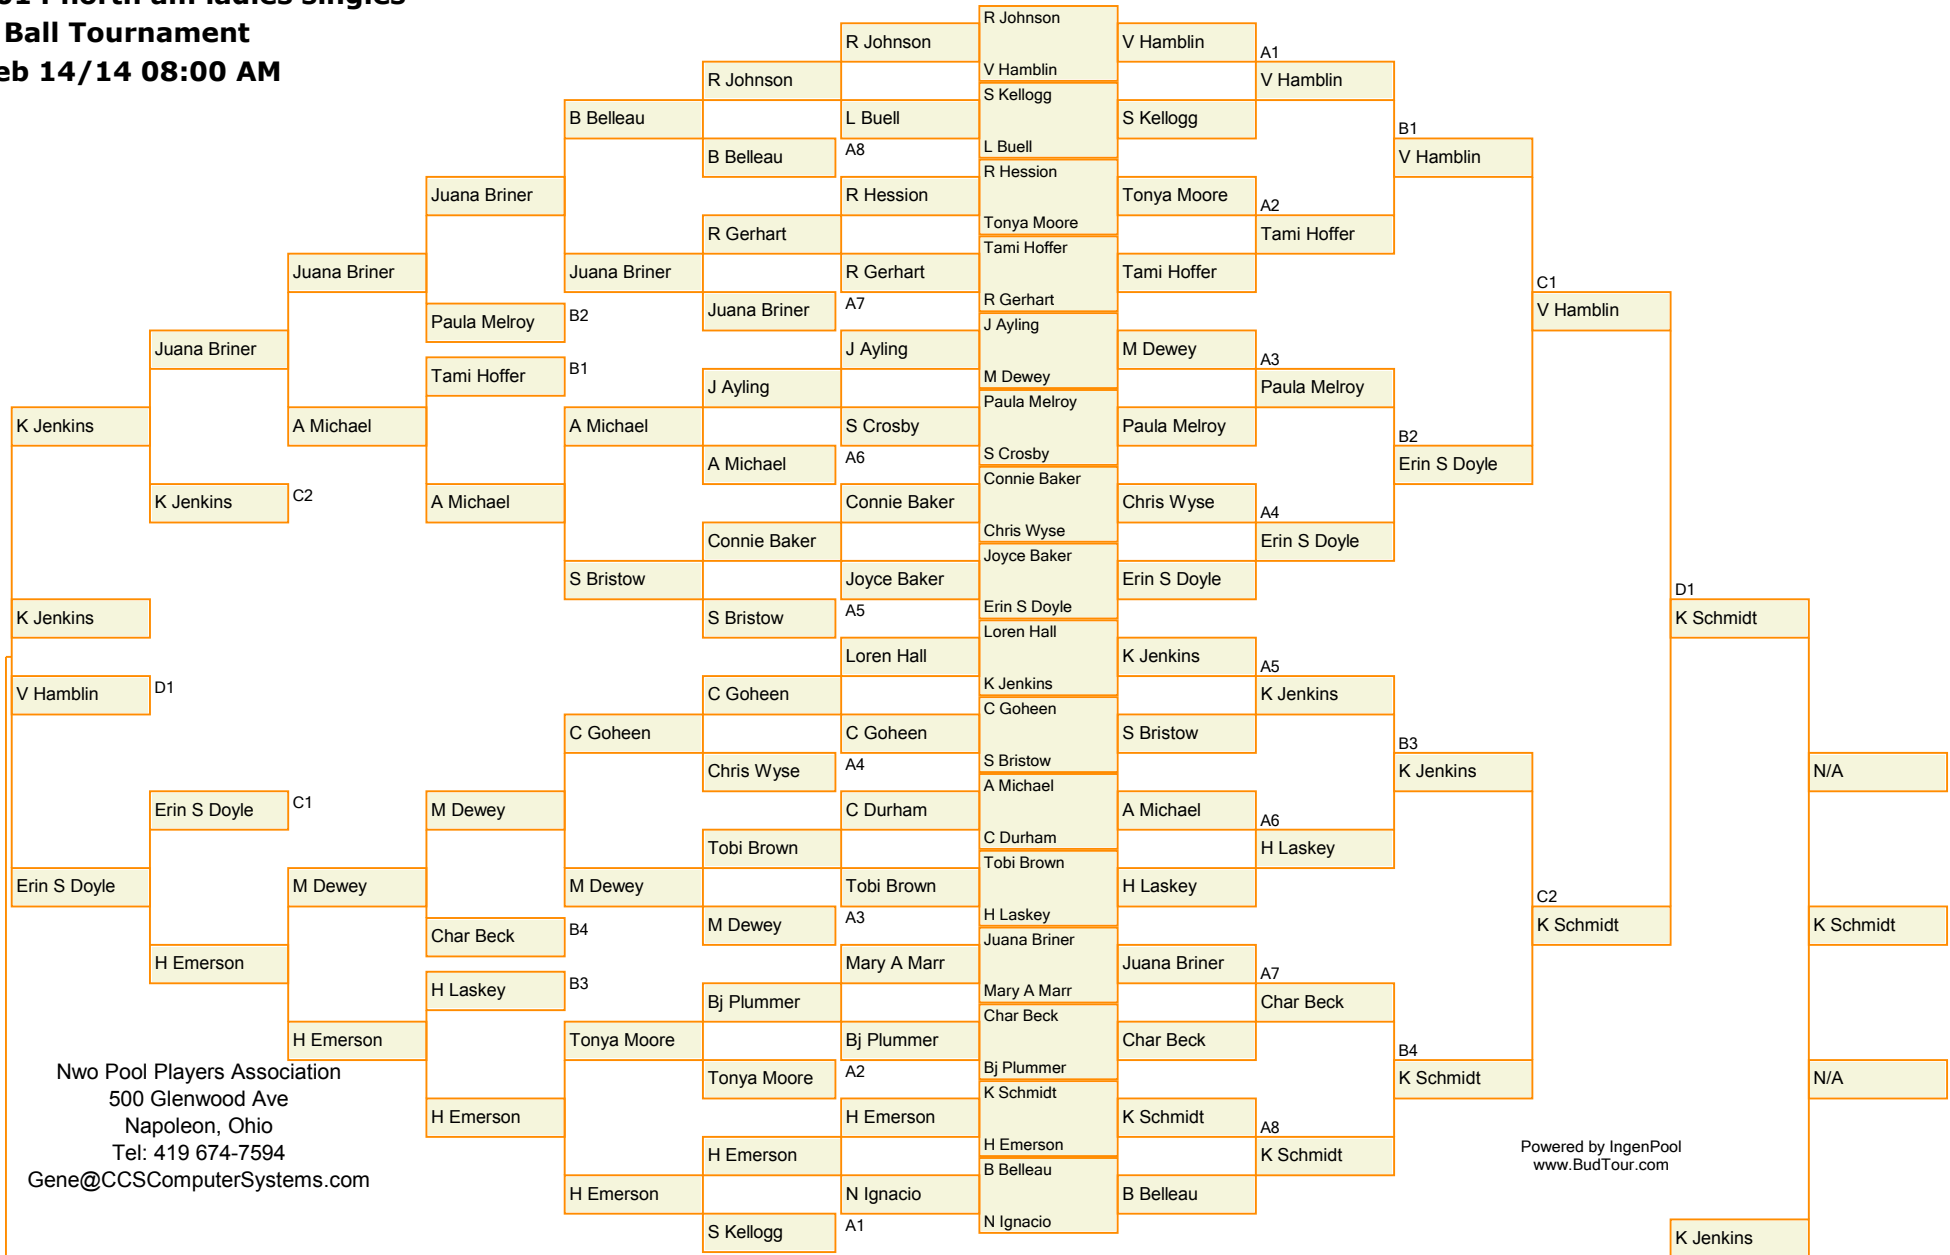 north am ladies singles
Ball Tournament
eb 14/14 08:00 AM
K Jenkins
K Jenkins
V Hamblin
D1
Erin S Doyle
Juana Briner
K Jenkins
C2
Erin S Doyle
C1
H Emerson
Juana Briner
A Michael
M Dewey
H Emerson
Juana Briner
Paula Melroy
B2
Tami Hoffer
B1
A Michael
M Dewey
Char Beck
B4
H Laskey
B3
H Emerson
B Belleau
Juana Briner
A Michael
S Bristow
C Goheen
M Dewey
Tonya Moore
H Emerson
R Johnson
B Belleau
A8
R Gerhart
Juana Briner
A7
J Ayling
A Michael
A6
Connie Baker
S Bristow
A5
C Goheen
Chris Wyse
A4
Tobi Brown
M Dewey
A3
Bj Plummer
Tonya Moore
A2
H Emerson
S Kellogg
A1
R Johnson
L Buell
R Hession
R Gerhart
J Ayling
S Crosby
Connie Baker
Joyce Baker
Loren Hall
C Goheen
C Durham
Tobi Brown
Mary A Marr
Bj Plummer
H Emerson
N Ignacio
R Johnson
V Hamblin
S Kellogg
L Buell
R Hession
Tonya Moore
Tami Hoffer
R Gerhart
J Ayling
M Dewey
Paula Melroy
S Crosby
Connie Baker
Chris Wyse
Joyce Baker
Erin S Doyle
Loren Hall
K Jenkins
C Goheen
S Bristow
A Michael
C Durham
Tobi Brown
H Laskey
Juana Briner
Mary A Marr
Char Beck
Bj Plummer
K Schmidt
H Emerson
B Belleau
N Ignacio
V Hamblin
S Kellogg
Tonya Moore
Tami Hoffer
M Dewey
Paula Melroy
Chris Wyse
Erin S Doyle
K Jenkins
S Bristow
A Michael
H Laskey
Juana Briner
Char Beck
K Schmidt
B Belleau
A1
V Hamblin
A2
Tami Hoffer
A3
Paula Melroy
A4
Erin S Doyle
A5
K Jenkins
A6
H Laskey
A7
Char Beck
A8
K Schmidt
B1
V Hamblin
B2
Erin S Doyle
B3
K Jenkins
B4
K Schmidt
C1
V Hamblin
C2
K Schmidt
D1
K Schmidt
K Jenkins
N/A
K Schmidt
N/A
Nwo Pool Players Association
500 Glenwood Ave
Napoleon, Ohio
Tel: 419 674-7594
Gene@CCSComputerSystems.com
Powered by IngenPool
www.BudTour.com